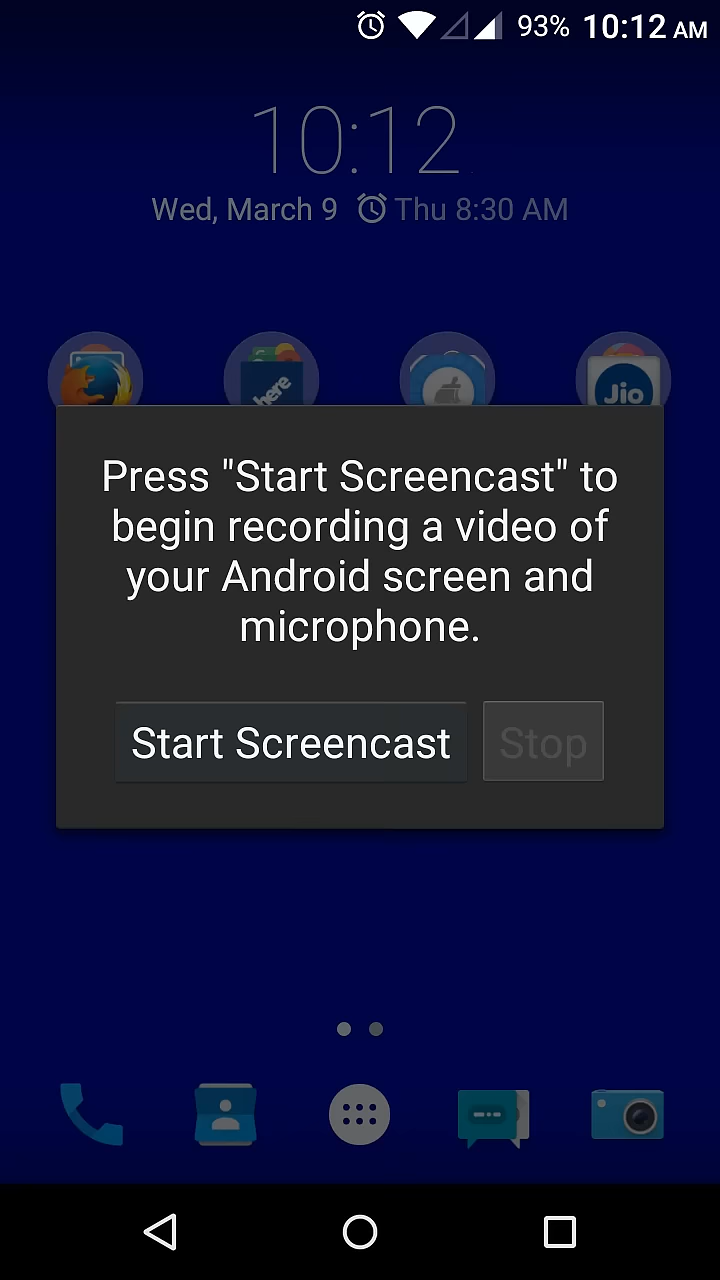 93% 10:12 AM
10:12
Wed, March 9 Thu 8:30 AM
here
Jio
Press "Start Screencast" to
begin recording a video of
your Android screen and
microphone.
Start Screencast Stop